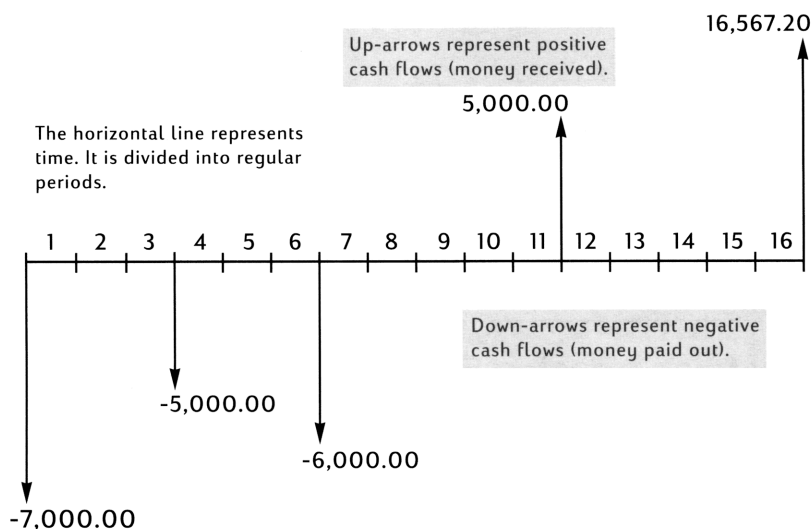 16,567.20
Up-arrows represent positive
cash flows (money received).
5,000.00
The horizontal line represents
time. It is divided into regular
periods.
1 2 3 4 5 6 7 8 9 10 11 12 13 14 15 16
Down-arrows represent negative
cash flows (money paid out).
-5,000.00
-6,000.00
-7,000.00